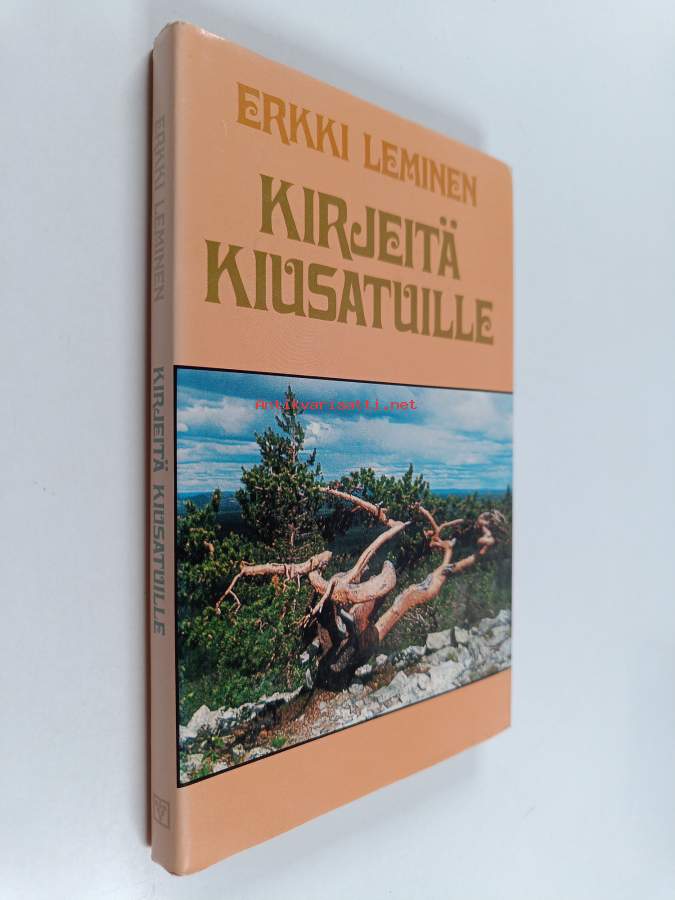 ERKKI LEMINEN
KIRJEITÄ
KIUSATUILLE
Antikvariaatti.net
ERKKI LEMINEN KIRJEITÄ KIUSATUILLE